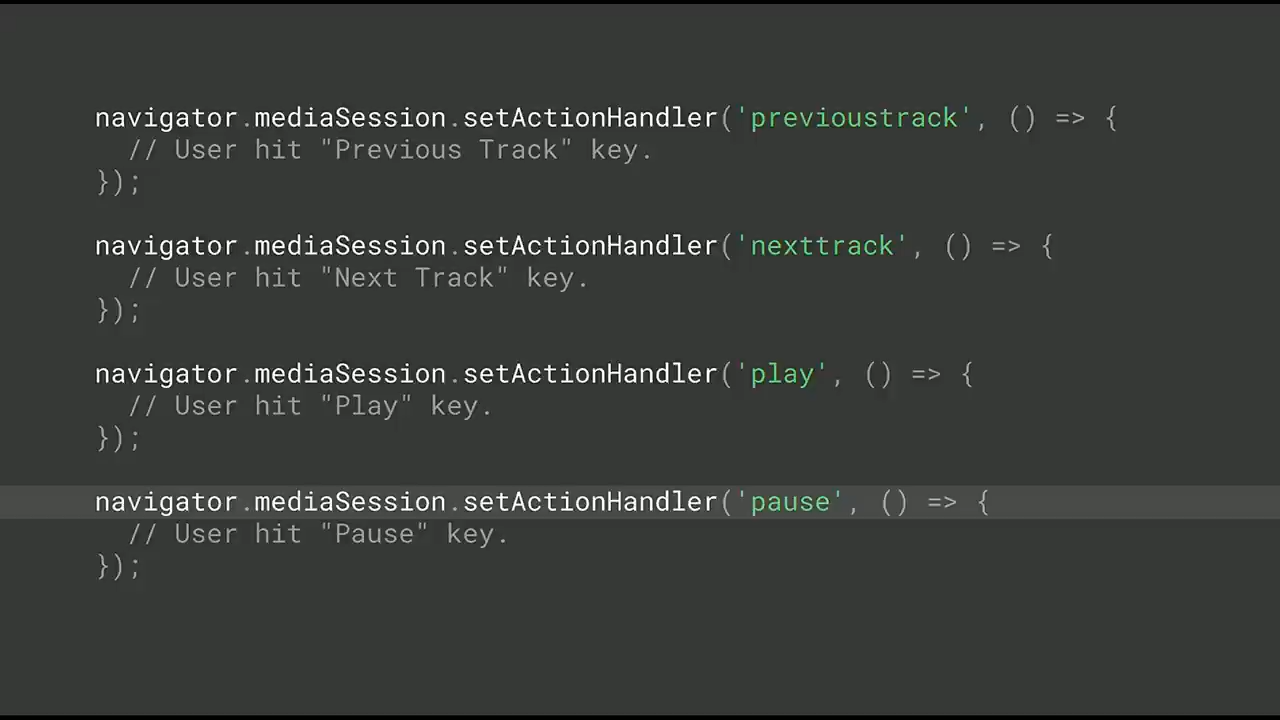 navigator.mediaSession.setActionHandler('previoustrack', () => {
  // User hit "Previous Track" key.
});
navigator.mediaSession.setActionHandler('nexttrack', () => {
  // User hit "Next Track" key.
});
navigator.mediaSession.setActionHandler('play', () => {
  // User hit "Play" key.
});
navigator.mediaSession.setActionHandler('pause', () => {
  // User hit "Pause" key.
});